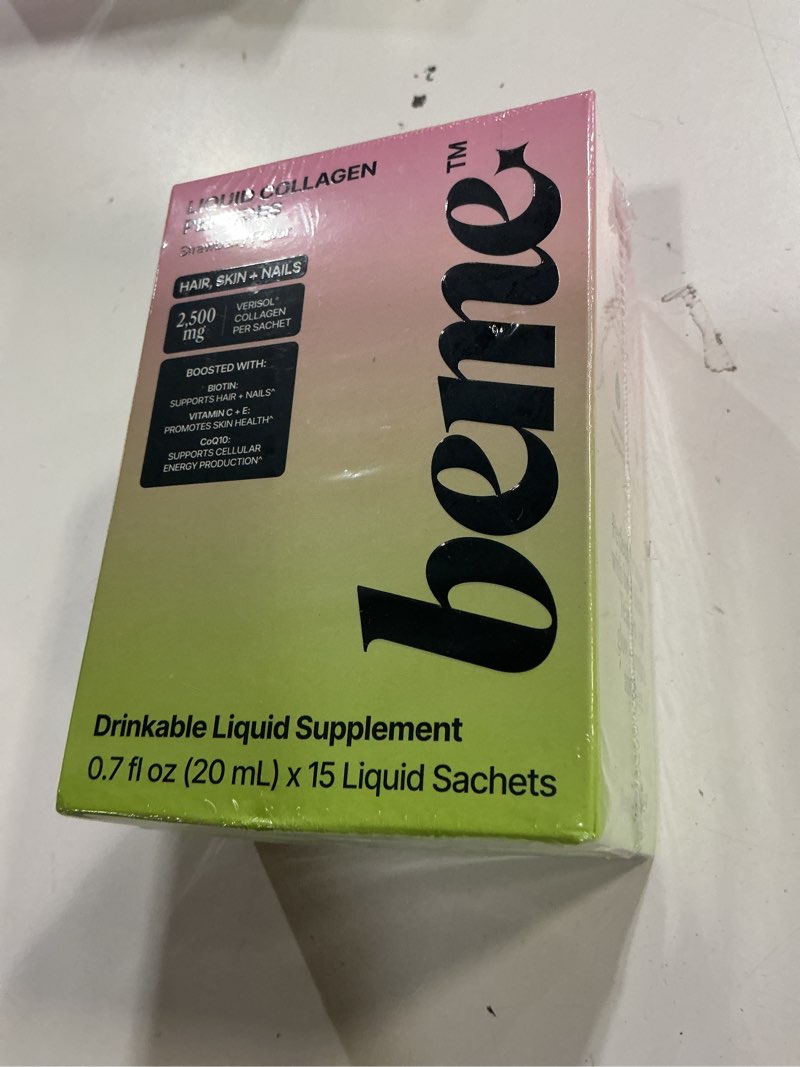 LIQUID COLLAGEN
HAIR, SKIN + NAILS
2,500
mg
VERISOL^
COLLAGEN
PER SACHET
BOOSTED WITH:
BIOTIN:
SUPPORTS HAIR + NAILS^
VITAMIN C + E:
PROMOTES SKIN HEALTH^
CoQ10:
SUPPORTS CELLULAR
ENERGY PRODUCTION^
beme™
Drinkable Liquid Supplement
0.7 fl oz (20 mL) x 15 Liquid Sachets